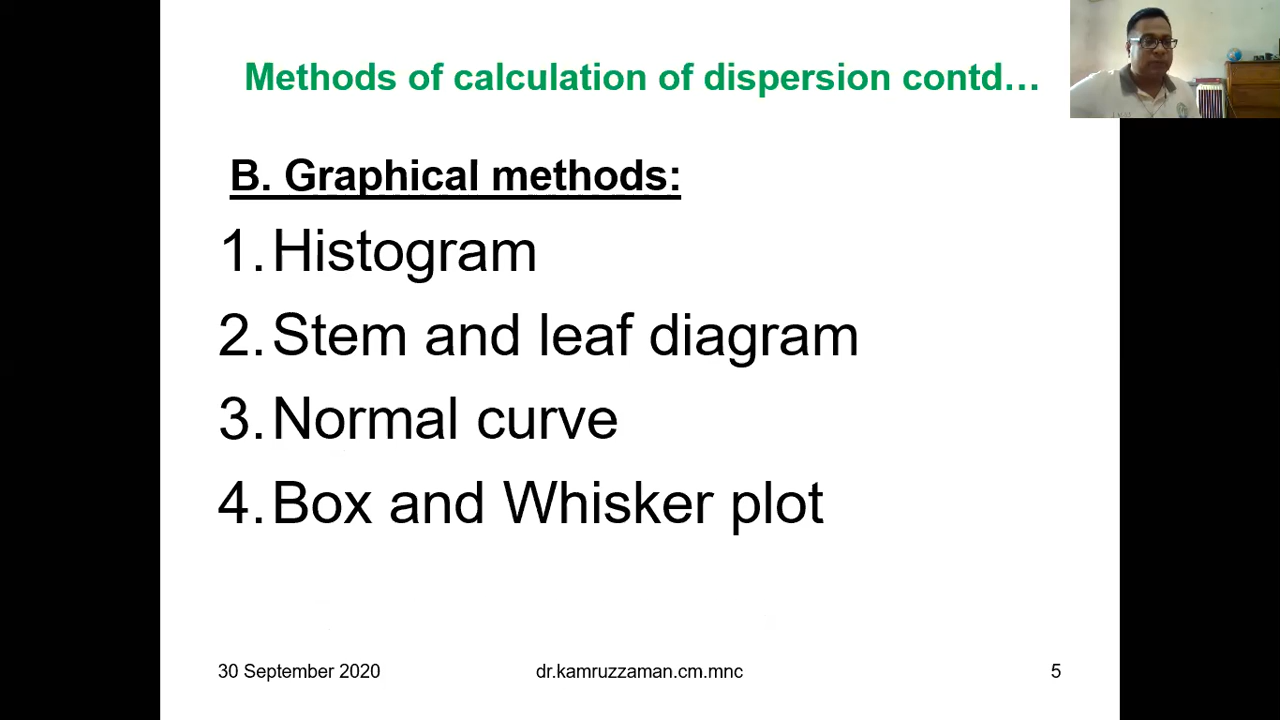 Methods of calculation of dispersion contd...
B. Graphical methods:
1. Histogram
2. Stem and leaf diagram
3. Normal curve
4. Box and Whisker plot
30 September 2020 dr.kamruzzaman.cm.mnc 5